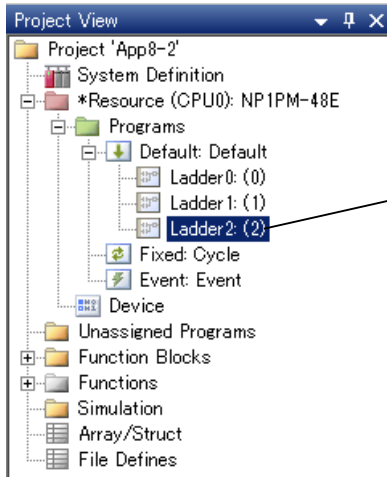 Project View
Project 'App8-2'
System Definition
*Resource (CPU0): NP1PM-48E
Programs
Default: Default
Ladder0: (0)
Ladder1: (1)
Ladder2: (2)
Fixed: Cycle
Event: Event
Device
Unassigned Programs
Function Blocks
Functions
Simulation
Array/Struct
File Defines